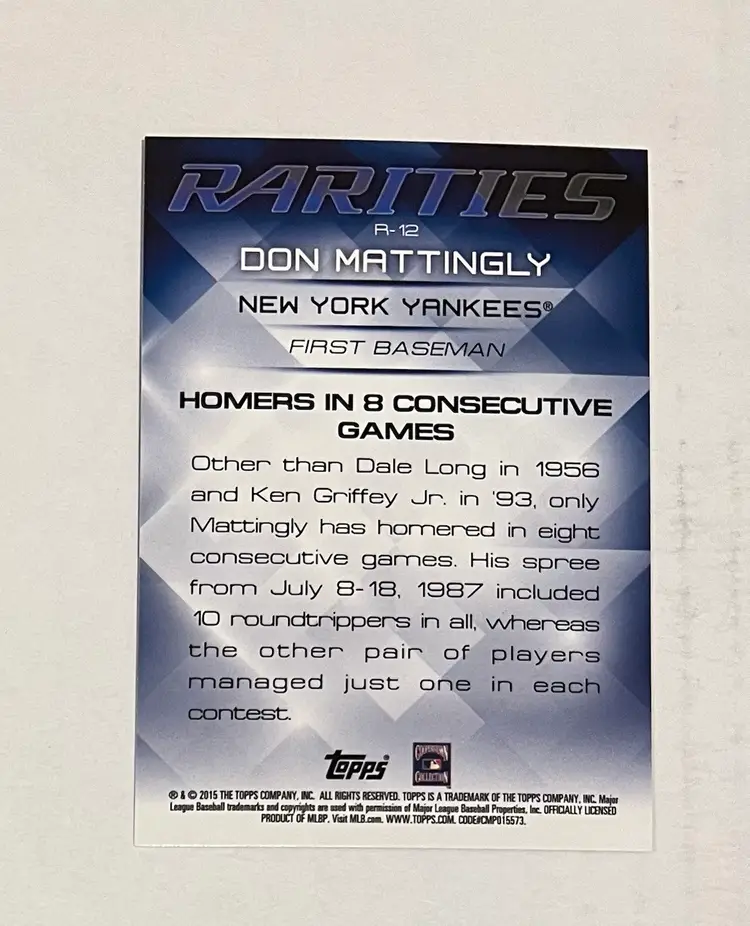 RARITIES
R-12
DON MATTINGLY
NEW YORK YANKEES®
FIRST BASEMAN
HOMERS IN 8 CONSECUTIVE
GAMES
Other than Dale Long in 1956
and Ken Griffey Jr. in '93, only
Mattingly has homered in eight
consecutive games. His spree
from July 8-18, 1987 included
10 roundtrippers in all, whereas
the other pair of players
managed just one in each
contest.
Topps®
COOPERSTOWN
COLLECTION
® & © 2015 THE TOPPS COMPANY, INC. ALL RIGHTS RESERVED. TOPPS IS A TRADEMARK OF THE TOPPS COMPANY, INC. Major
League Baseball trademarks and copyrights are used with permission of Major League Baseball Properties, Inc. OFFICIALLY LICENSED
PRODUCT OF MLBP. Visit MLB.com. WWW.TOPPS.COM. CODE#CMP015573.